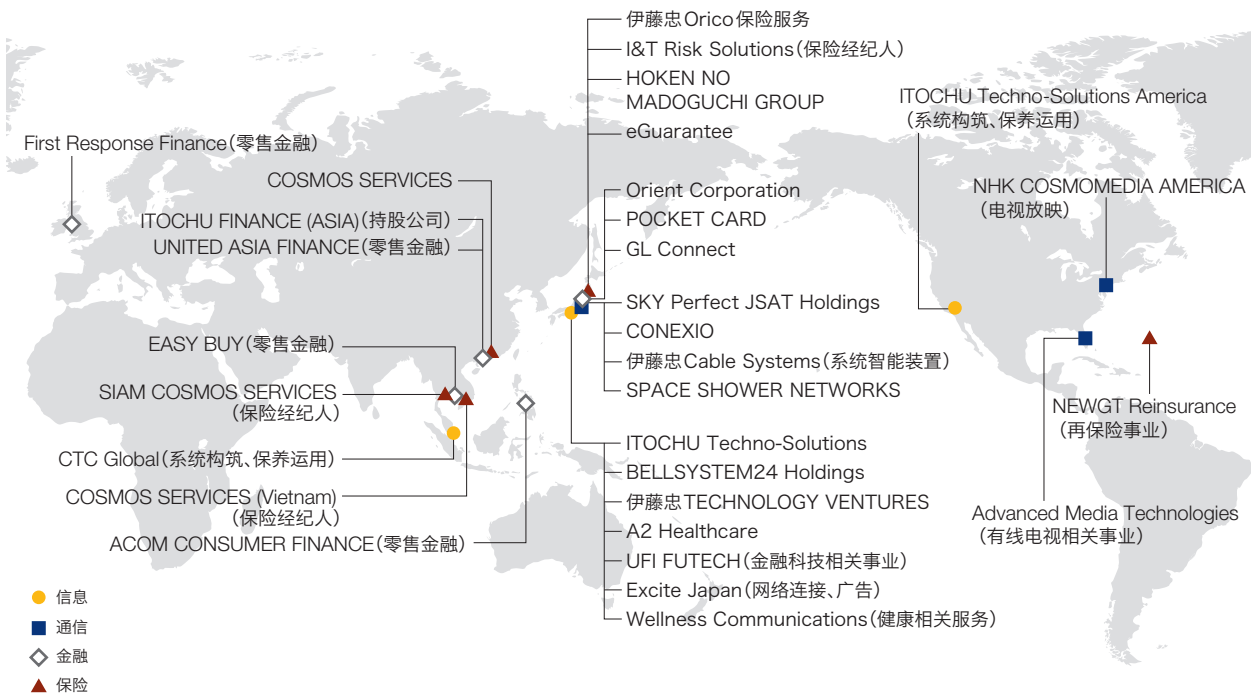 伊藤忠Orico保险服务
I&T Risk Solutions(保险经纪人)
HOKEN NO
MADOGUCHI GROUP
eGuarantee
ITOCHU Techno-Solutions America
(系统构筑、保养运用)
First Response Finance(零售金融)
COSMOS SERVICES
ITOCHU FINANCE (ASIA)(持股公司)
UNITED ASIA FINANCE(零售金融)
Orient Corporation
POCKET CARD
GL Connect
NHK COSMOMEDIA AMERICA
(电视放映)
SKY Perfect JSAT Holdings
CONEXIO
伊藤忠Cable Systems(系统智能装置)
SPACE SHOWER NETWORKS
EASY BUY(零售金融)
SIAM COSMOS SERVICES
(保险经纪人)
CTC Global(系统构筑、保养运用)
COSMOS SERVICES (Vietnam)
(保险经纪人)
ACOM CONSUMER FINANCE(零售金融)
NEWGT Reinsurance
(再保险事业)
Advanced Media Technologies
(有线电视相关事业)
ITOCHU Techno-Solutions
BELLSYSTEM24 Holdings
伊藤忠TECHNOLOGY VENTURES
A2 Healthcare
UFI FUTECH(金融科技相关事业)
Excite Japan(网络连接、广告)
Wellness Communications(健康相关服务)
信息
通信
金融
保险